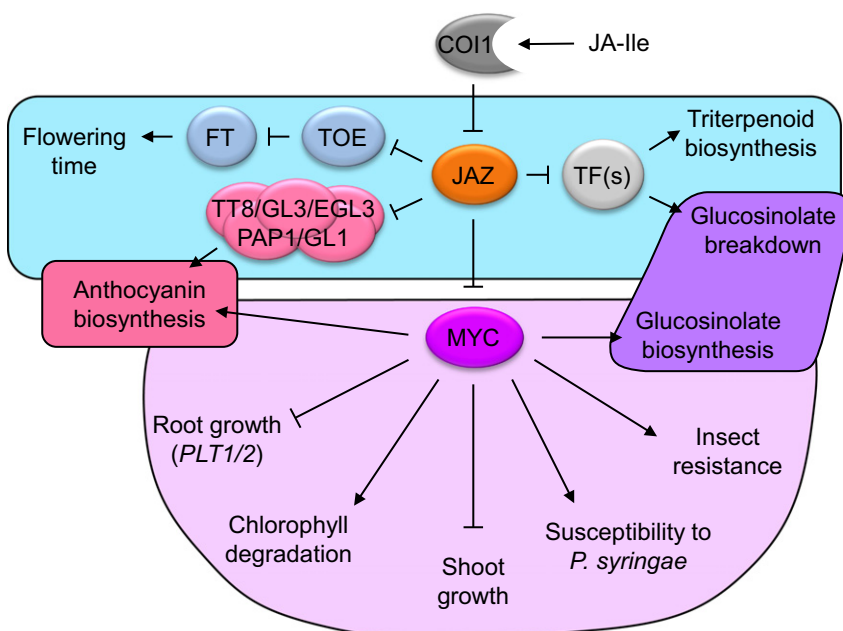 COI1
JA-Ile
Flowering
time
FT
TOE
JAZ
TF(s)
Triterpenoid
biosynthesis
TT8/GL3/EGL3
PAP1/GL1
Glucosinolate
breakdown
Anthocyanin
biosynthesis
MYC
Glucosinolate
biosynthesis
Root growth
(PLT1/2)
Chlorophyll
degradation
Shoot
growth
Susceptibility to
P. syringae
Insect
resistance